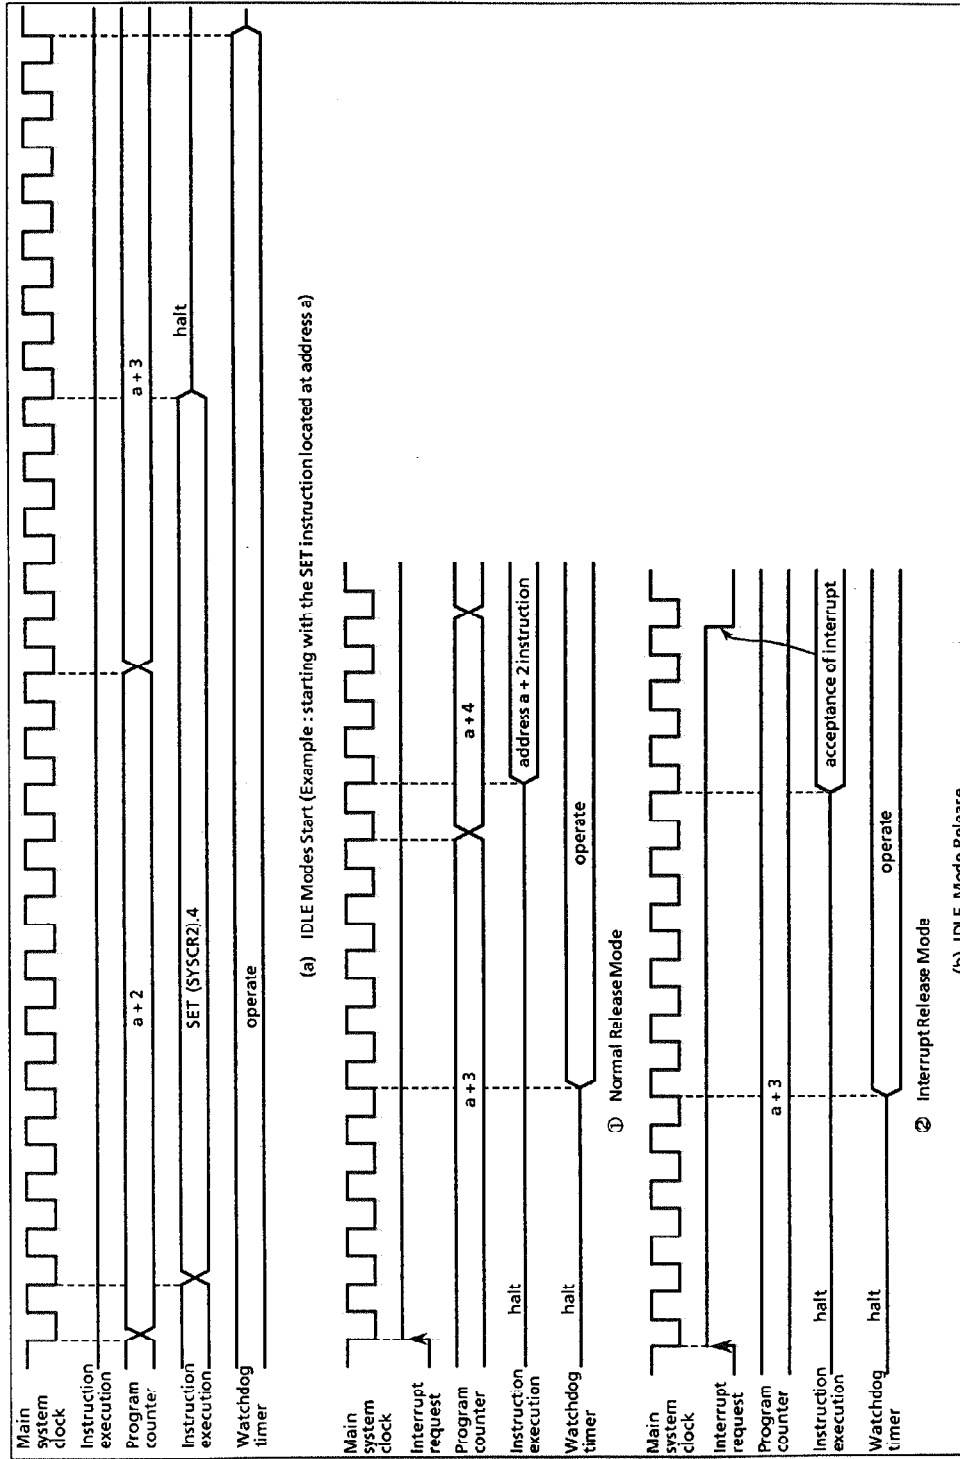 Main
system
clock
Instruction
execution
Program
counter
Instruction
execution
Watchdog
timer
a + 2
a + 3
SET (SYSCR2).4
halt
operate
(a) IDLE Modes Start (Example : starting with the SET instruction located at address a)
Main
system
clock
Interrupt
request
Program
counter
Instruction
execution
Watchdog
timer
a + 3
a + 4
halt
address a + 2 instruction
halt
operate
① Normal Release Mode
Main
system
clock
Interrupt
request
Program
counter
Instruction
execution
Watchdog
timer
a + 3
halt
acceptance of interrupt
halt
operate
② Interrupt Release Mode
(b) IDLE Mode Release